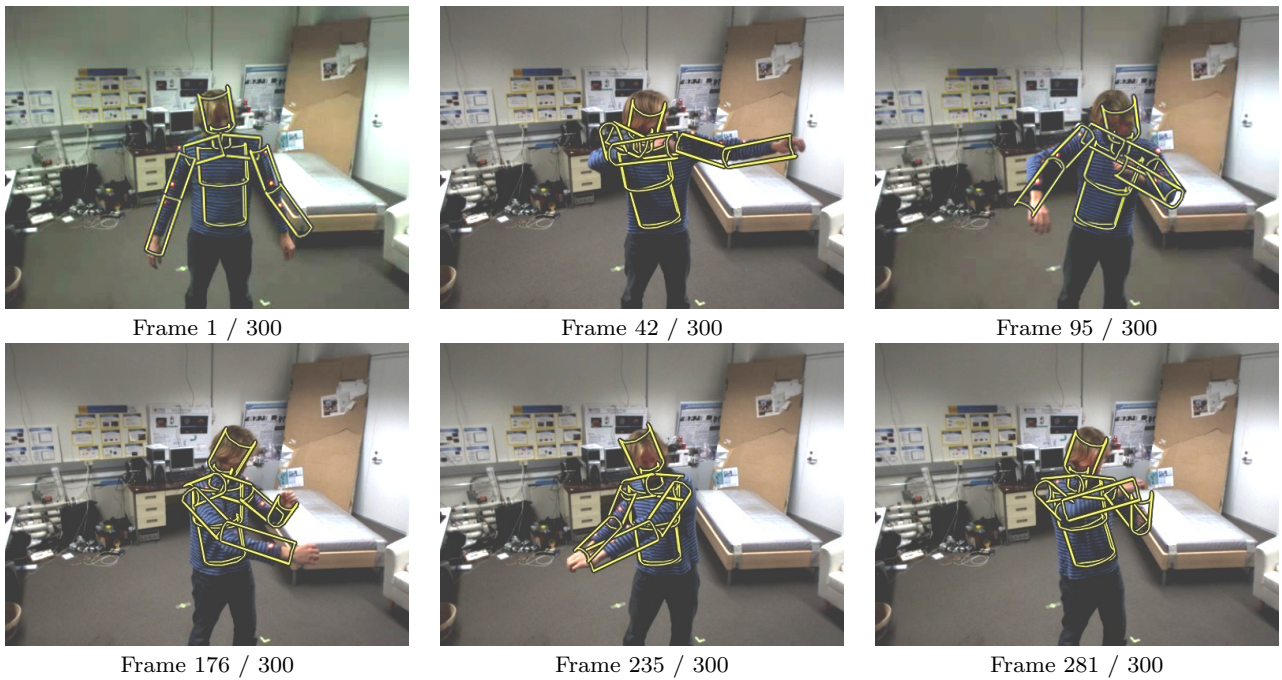 Frame 1 / 300
Frame 42 / 300
Frame 95 / 300
Frame 176 / 300
Frame 235 / 300
Frame 281 / 300